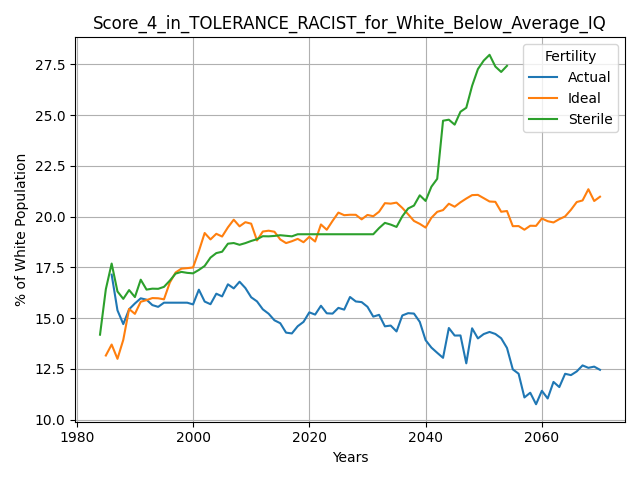 Score_4_in_TOLERANCE_RACIST_for_White_Below_Average_IQ
% of White Population
27.5
25.0
22.5
20.0
17.5
15.0
12.5
10.0
Fertility
Actual
Ideal
Sterile
1980
2000
2020
2040
2060
Years